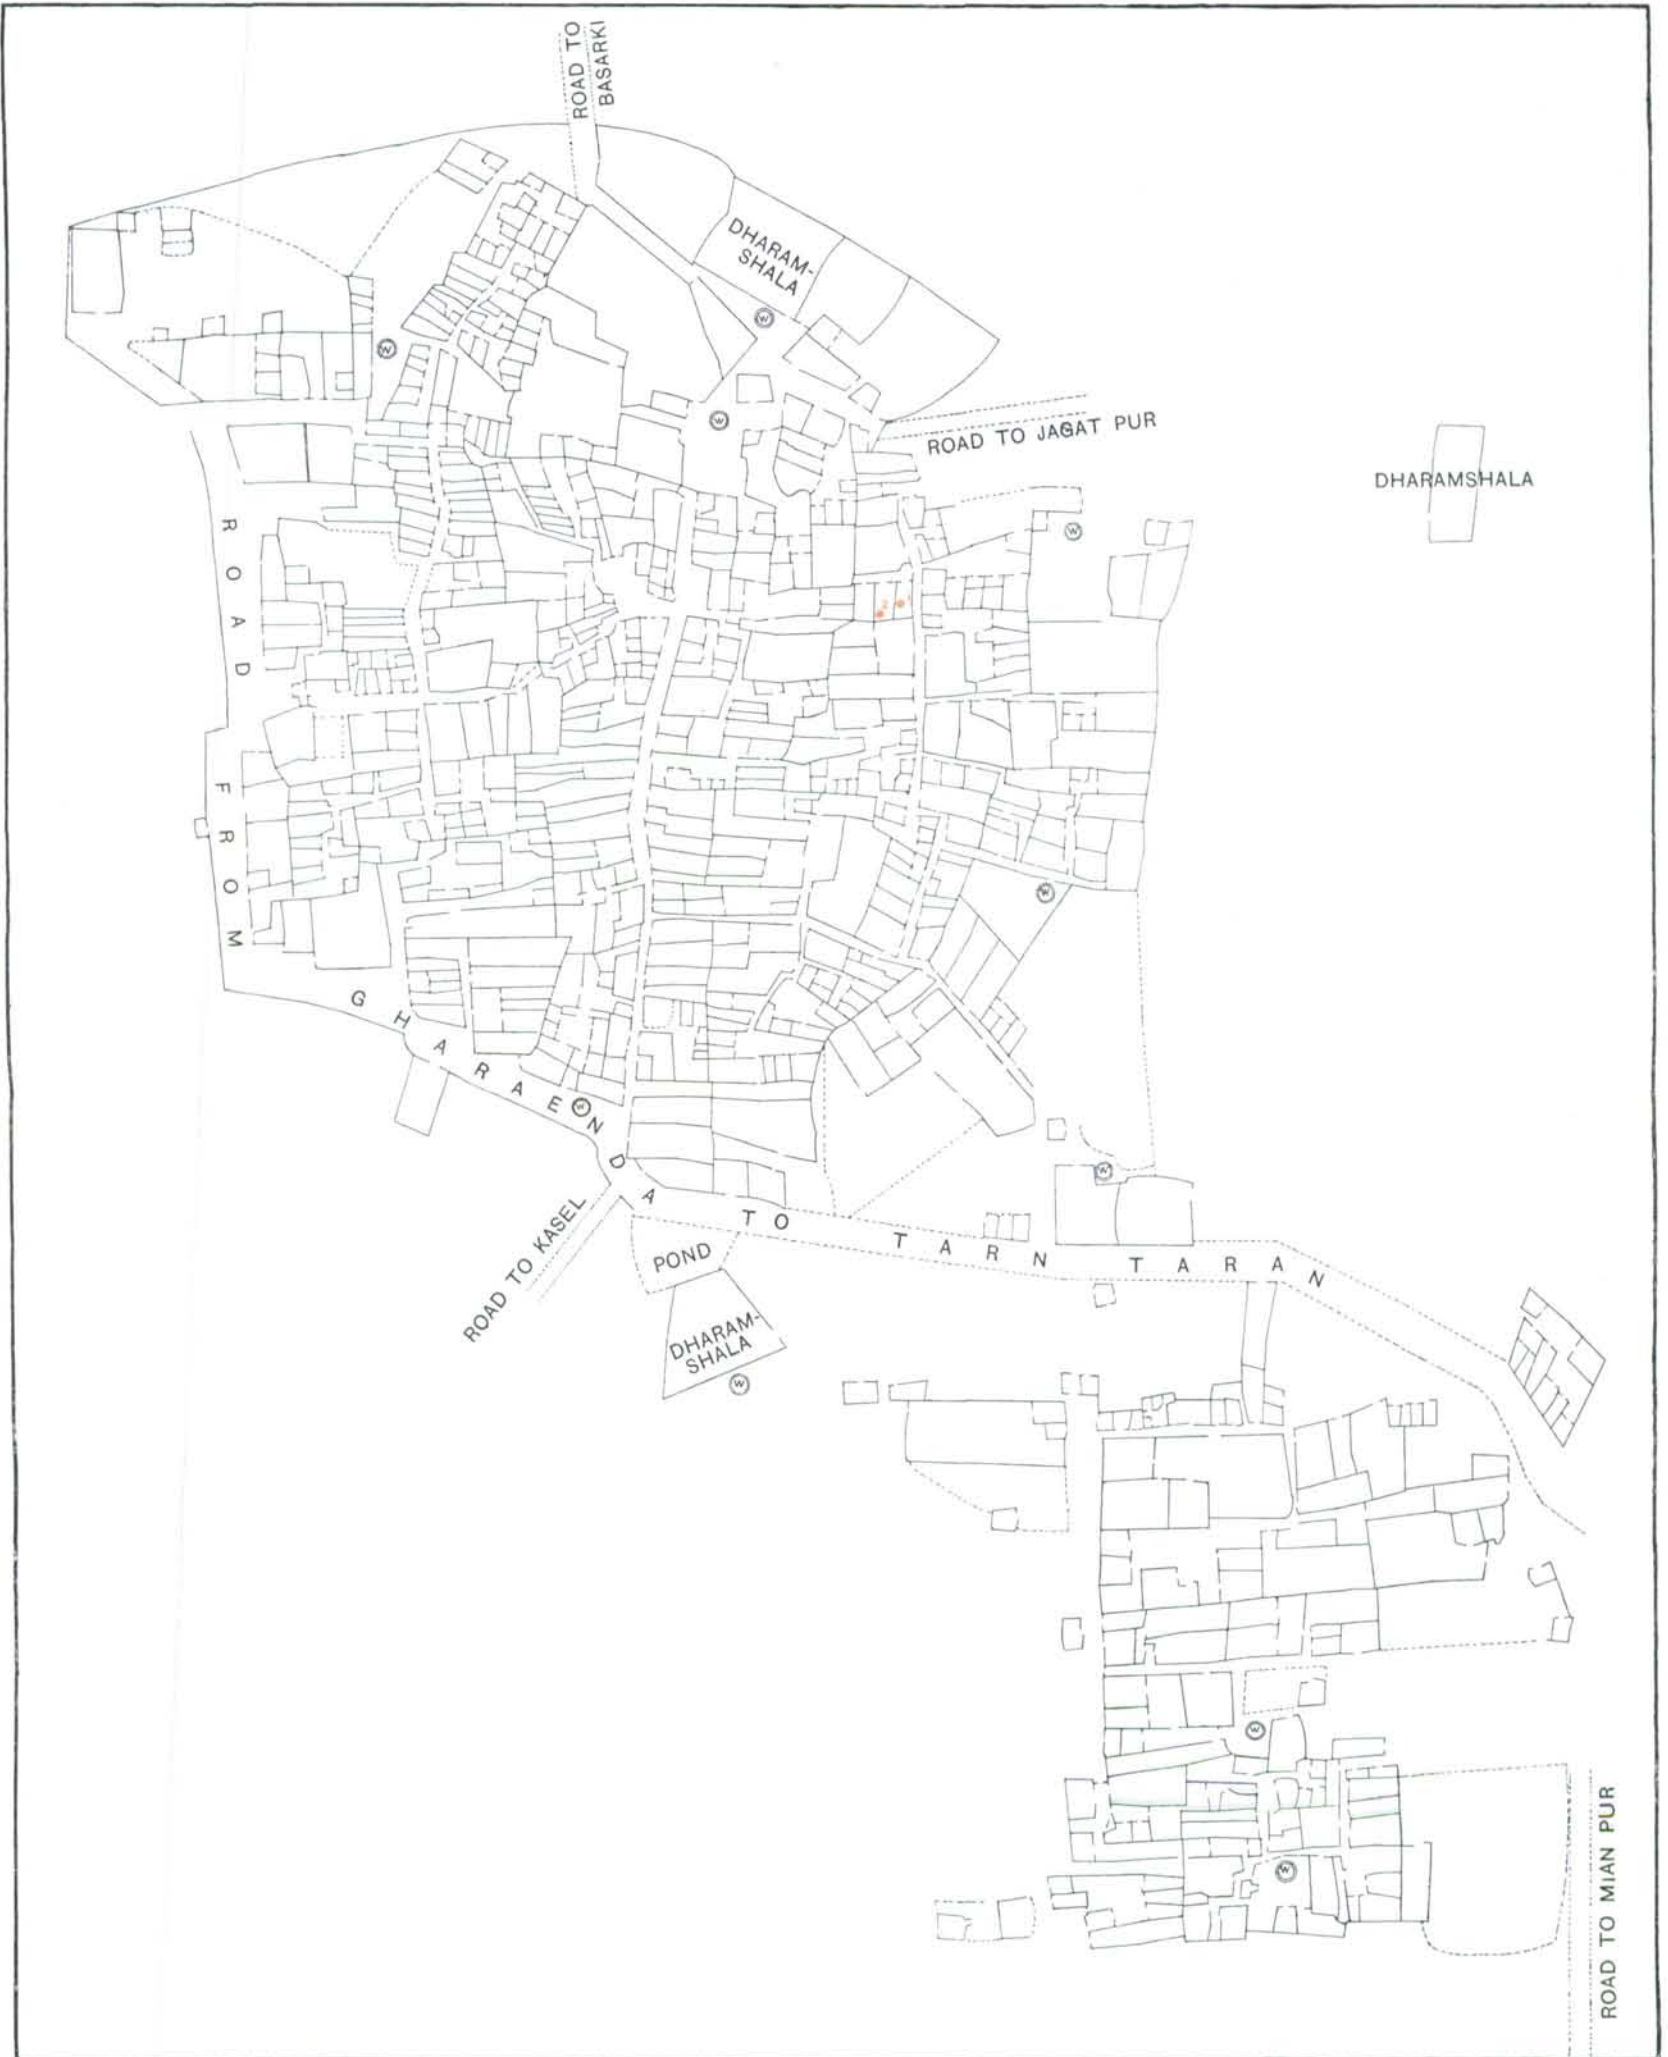 ROAD TO
BASARKI
DHARAM-
SHALA
W
W
W
ROAD TO JAGAT PUR
DHARAMSHALA
W
ROAD FROM GHARAENDA TO TARN TARAN
W
W
W
ROAD TO KASEL
POND
DHARAM-
SHALA
W
W
W
ROAD TO MIAN PUR